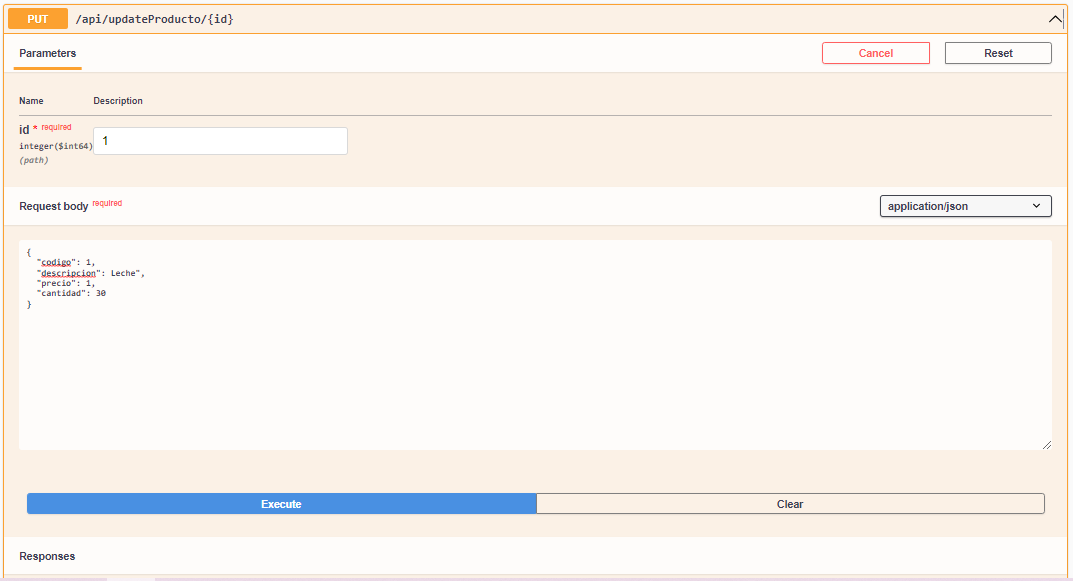 PUT /api/updateProducto/{id}
Parameters Cancel Reset
Name Description
id * required 1
integer($int64)
(path)
Request body required application/json
{
"codigo": 1,
"descripcion": Leche",
"precio": 1,
"cantidad": 30
}
Execute Clear
Responses